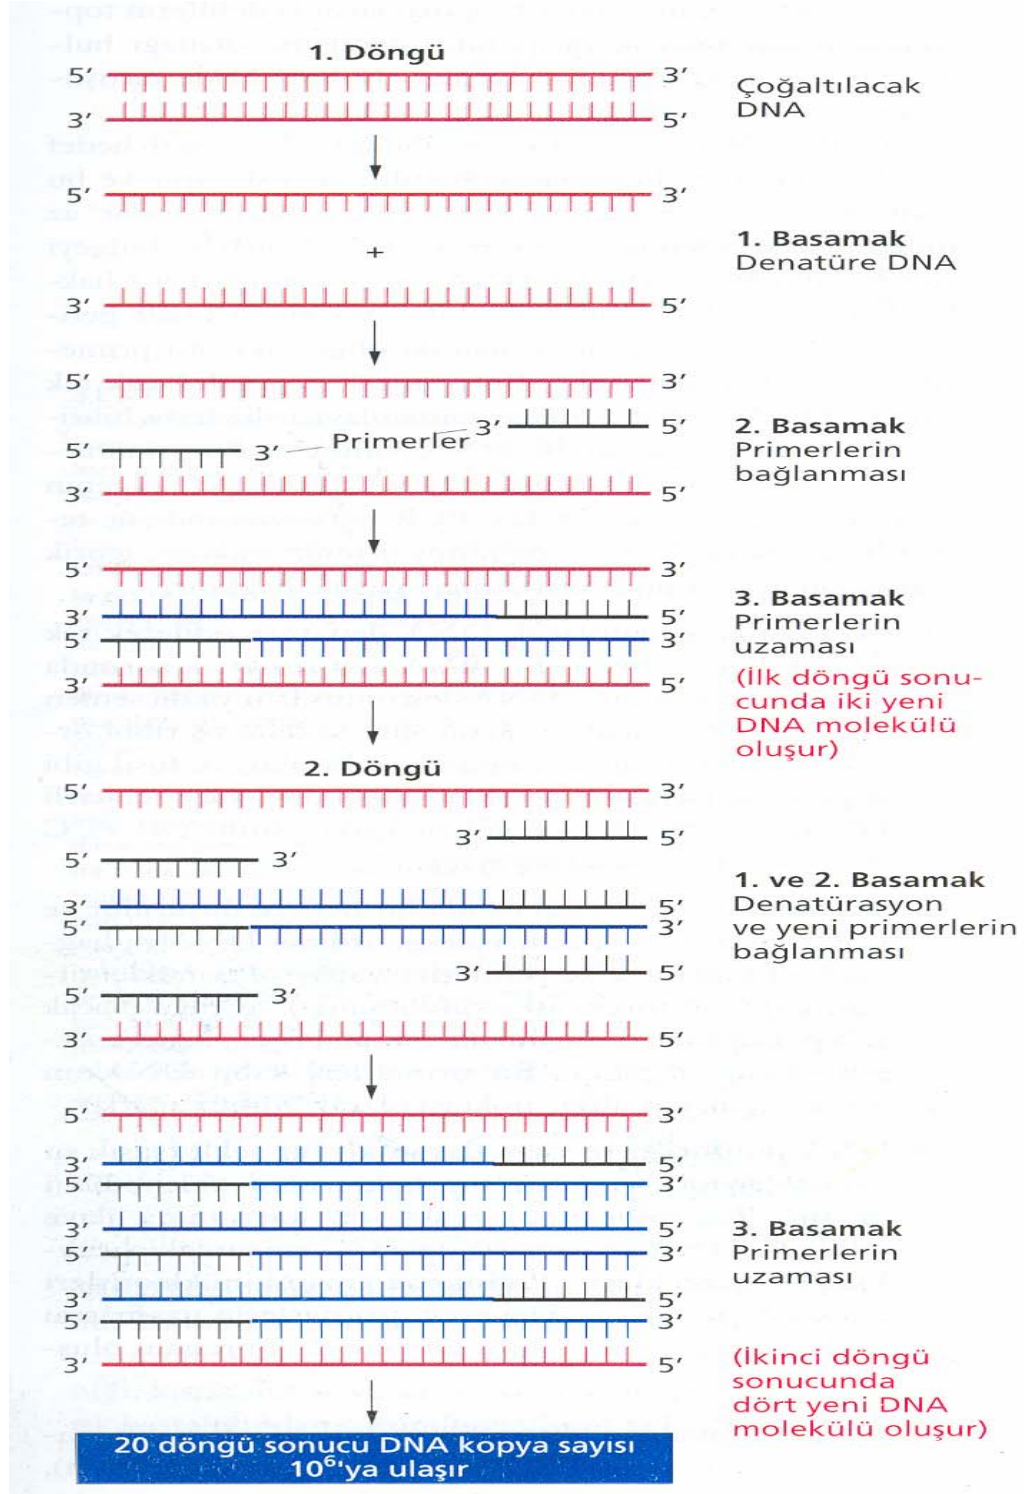 1. Döngü
5′ 3′
Çoğaltılacak
DNA
3′ 5′
5′ 3′
+
1. Basamak
Denatüre DNA
3′ 5′
5′ 3′
3′ 5′
Primerler
5′ 3′
2. Basamak
Primerlerin
bağlanması
3′ 5′
5′ 3′
3′ 5′
5′ 3′
3′ 5′
3. Basamak
Primerlerin
uzaması
(İlk döngü sonu-
cunda iki yeni
DNA molekülü
oluşur)
2. Döngü
5′ 3′
3′ 5′
5′ 3′
3′ 5′
5′ 3′
1. ve 2. Basamak
Denatürasyon
ve yeni primerlerin
bağlanması
3′ 5′
5′ 3′
3′ 5′
5′ 3′
3′ 5′
5′ 3′
3′ 5′
5′ 3′
3′ 5′
5′ 3′
3′ 5′
3. Basamak
Primerlerin
uzaması
(İkinci döngü
sonucunda
dört yeni DNA
molekülü oluşur)
20 döngü sonucu DNA kopya sayısı
10⁶'ya ulaşır